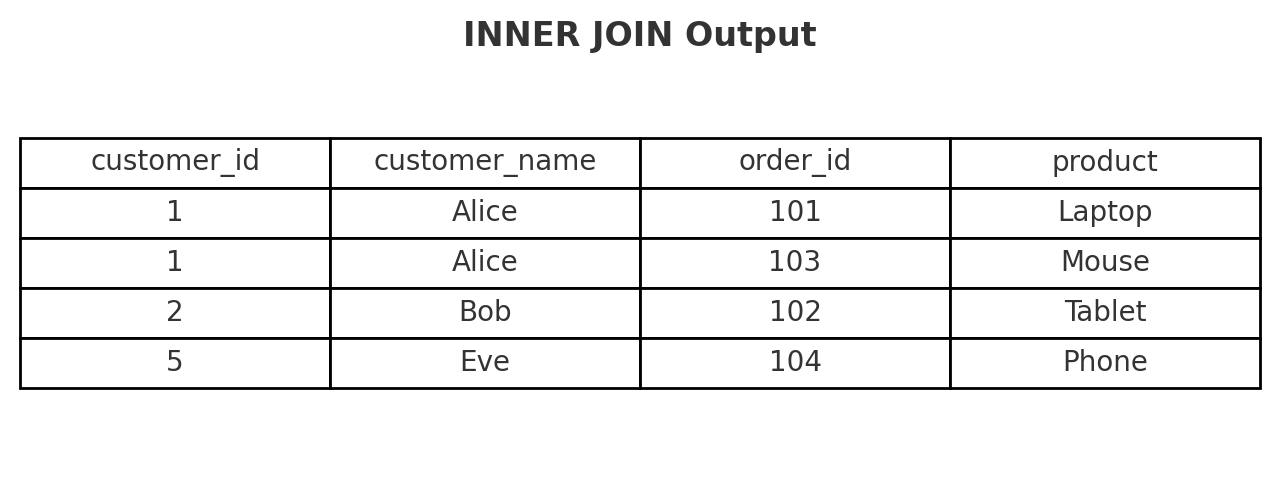 INNER JOIN Output
customer_id customer_name order_id product
1 Alice 101 Laptop
1 Alice 103 Mouse
2 Bob 102 Tablet
5 Eve 104 Phone